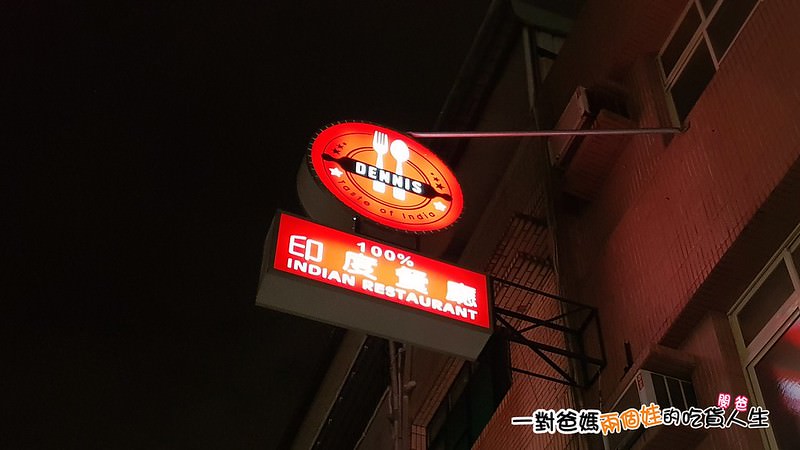 DENNIS
Taste of India
100%
印度餐廳
INDIAN RESTAURANT
閔爸
一對爸媽兩個娃的吃貨人生